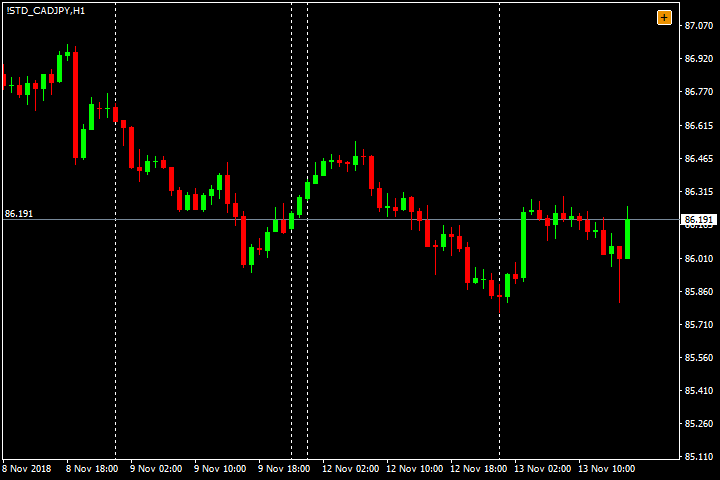 !STD_CADJPY,H1
+
87.070
86.920
86.770
86.615
86.465
86.315
86.191
86.191
86.010
85.860
85.710
85.560
85.410
85.260
85.110
8 Nov 2018
8 Nov 18:00
9 Nov 02:00
9 Nov 10:00
9 Nov 18:00
12 Nov 02:00
12 Nov 10:00
12 Nov 18:00
13 Nov 02:00
13 Nov 10:00